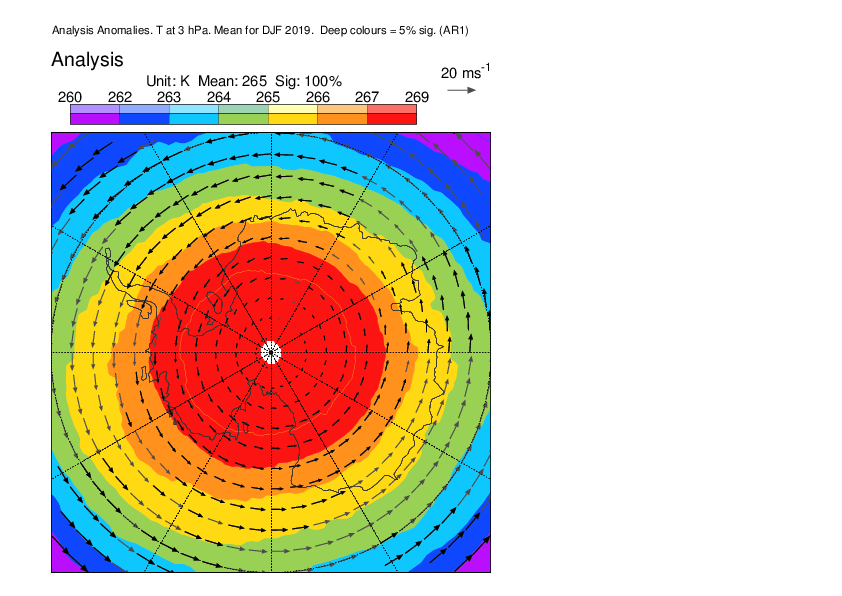 Analysis Anomalies. T at 3 hPa. Mean for DJF 2019.  Deep colours = 5% sig. (AR1)
Analysis
20 ms-1
Unit: K  Mean: 265  Sig: 100%
260 262 263 264 265 266 267 269